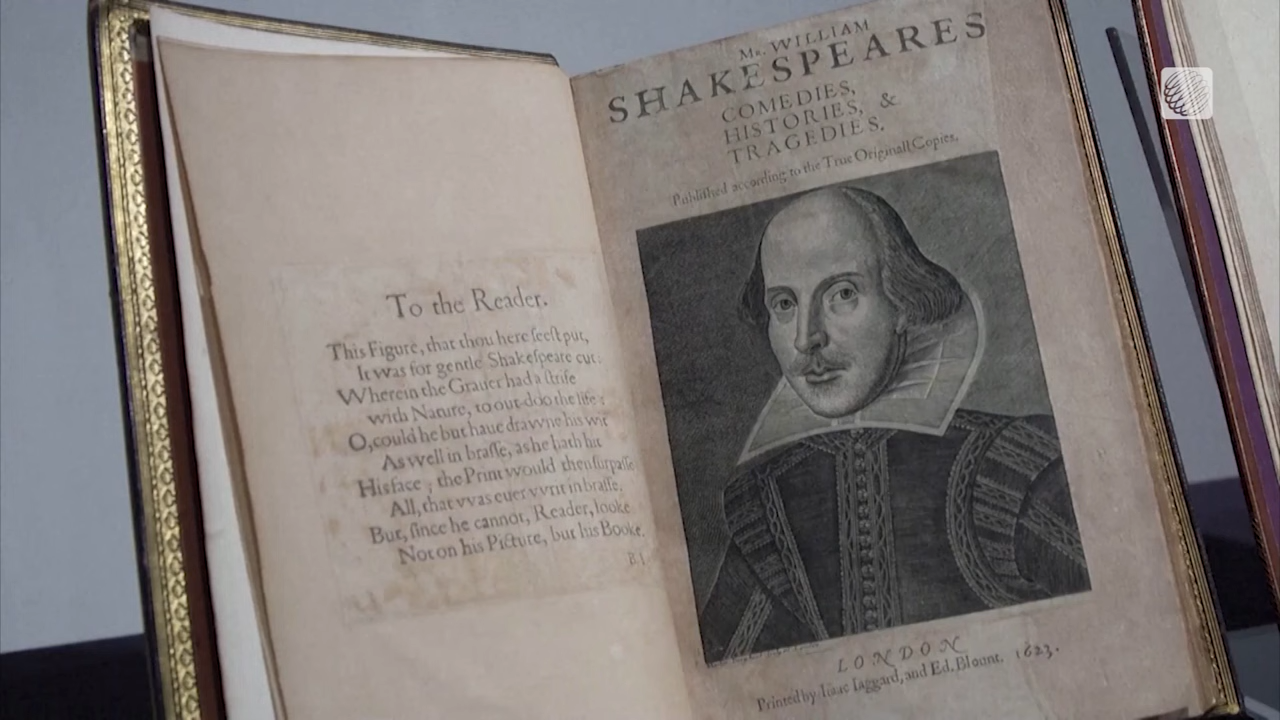 To the Reader.
This Figure, that thou here seeſt put,
It was for gentle Shakeſpeare cut:
Wherein the Grauer had a ſtrife
with Nature, to out-doo the life :
O, could he but haue dravvne his wit
As well in braſſe, as he hath hit
His face ; the Print would then ſurpaſſe
All, that vvas euer vvrit in braſſe.
But, ſince he cannot, Reader, looke
Not on his Picture, but his Booke.
B. I.
Mr. WILLIAM
SHAKESPEARES
COMEDIES,
HISTORIES, &
TRAGEDIES.
Publiſhed according to the True Originall Copies.
LONDON
Printed by Iſaac Iaggard, and Ed. Blount. 1623.